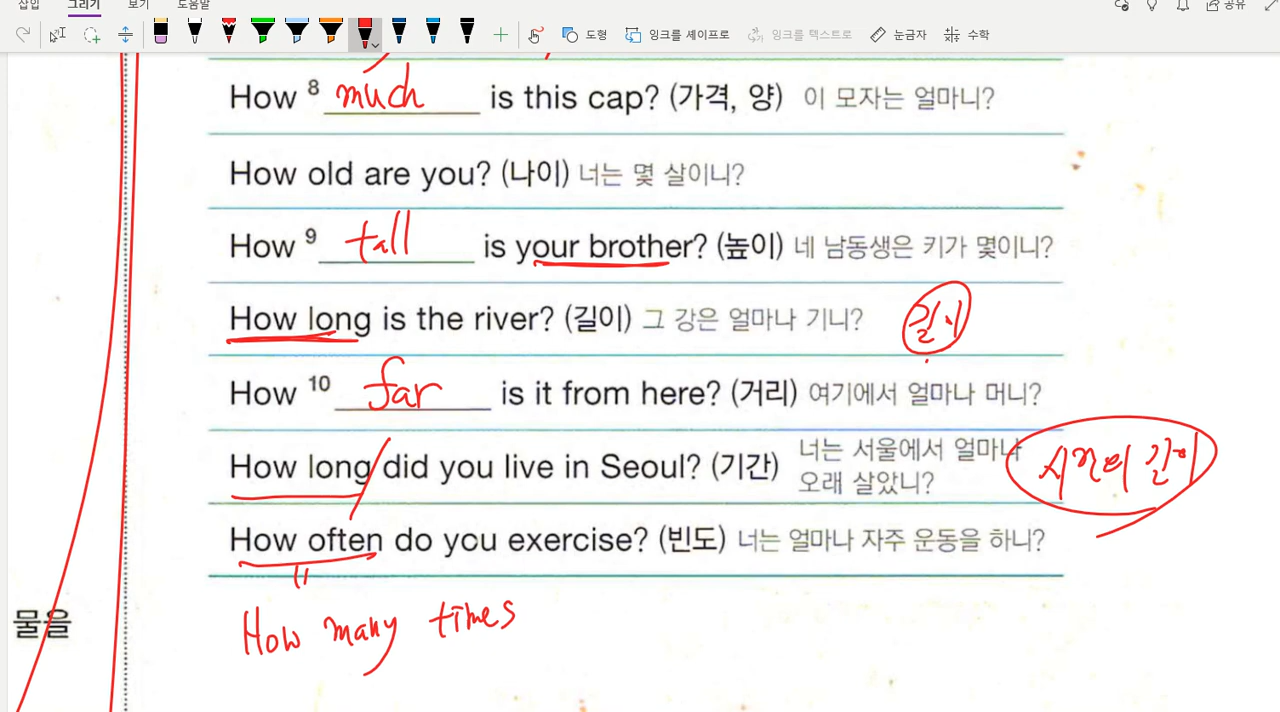 삽입 그리기 보기 도움말 공유
도형 잉크를 셰이프로 잉크를 텍스트로 눈금자 수학
How 8 much is this cap? (가격, 양) 이 모자는 얼마니?
How old are you? (나이) 너는 몇 살이니?
How 9 tall is your brother? (높이) 네 남동생은 키가 몇이니?
How long is the river? (길이) 그 강은 얼마나 기니? 길이
How 10 far is it from here? (거리) 여기에서 얼마나 머니?
How long did you live in Seoul? (기간) 너는 서울에서 얼마나
오래 살았니?
시간의 길이
How often do you exercise? (빈도) 너는 얼마나 자주 운동을 하니?
How many times
물을